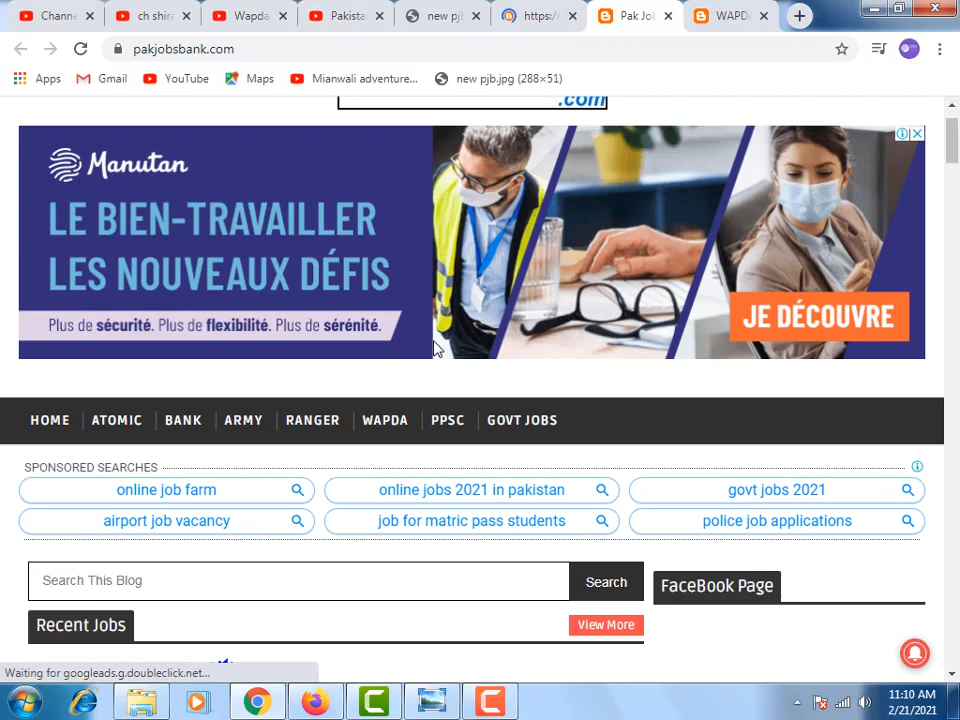 Channe
ch shira
Wapda
Pakista
new pjb
https:/
Pak Jo
WAPD
pakjobsbank.com
Apps
Gmail
YouTube
Maps
Mianwali adventure...
new pjb.jpg (288×51)
.com
Manutan
LE BIEN-TRAVAILLER
LES NOUVEAUX DÉFIS
Plus de sécurité. Plus de flexibilité. Plus de sérénité.
JE DÉCOUVRE
HOME
ATOMIC
BANK
ARMY
RANGER
WAPDA
PPSC
GOVT JOBS
SPONSORED SEARCHES
online job farm
online jobs 2021 in pakistan
govt jobs 2021
airport job vacancy
job for matric pass students
police job applications
Search This Blog
Search
FaceBook Page
Recent Jobs
View More
Waiting for googleads.g.doubleclick.net...
11:10 AM
2/21/2021